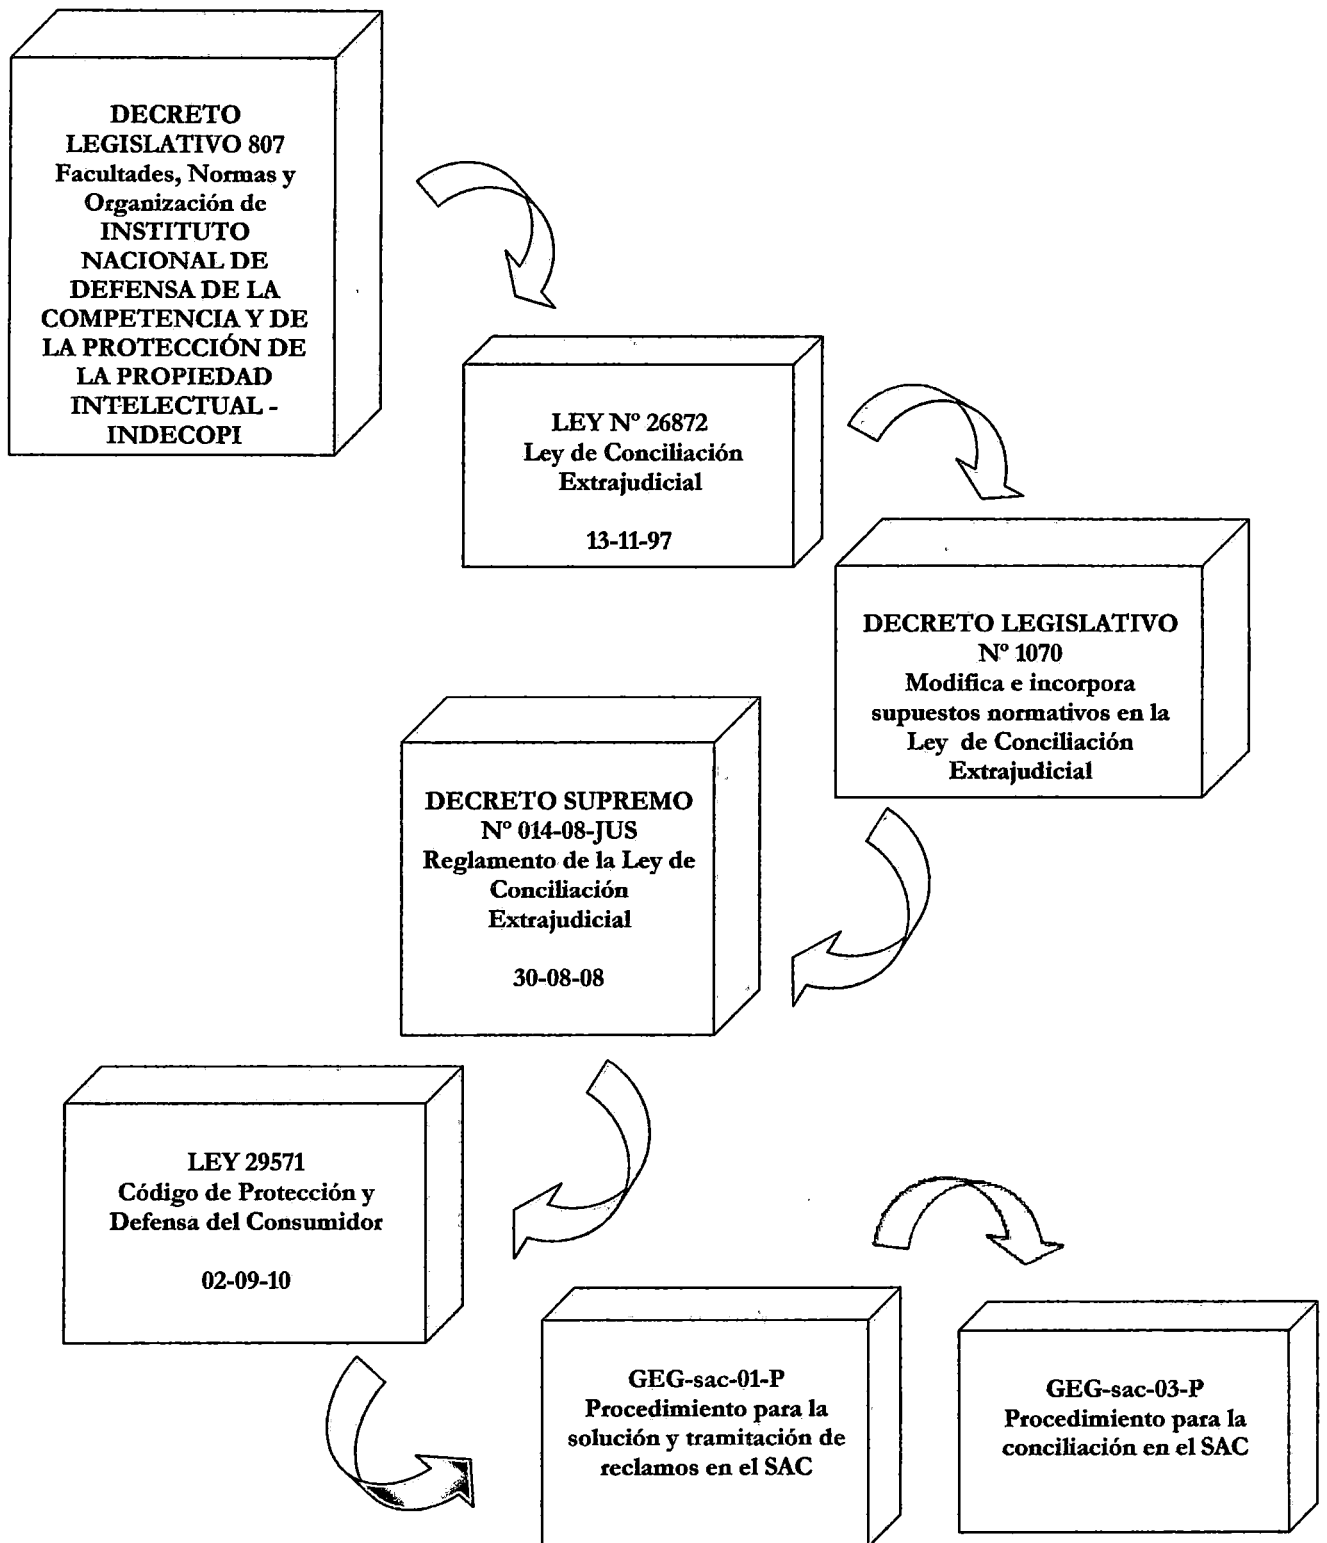 DECRETO
LEGISLATIVO 807
Facultades, Normas y
Organización de
INSTITUTO
NACIONAL DE
DEFENSA DE LA
COMPETENCIA Y DE
LA PROTECCIÓN DE
LA PROPIEDAD
INTELECTUAL -
INDECOPI
LEY Nº 26872
Ley de Conciliación
Extrajudicial
13-11-97
DECRETO LEGISLATIVO
Nº 1070
Modifica e incorpora
supuestos normativos en la
Ley de Conciliación
Extrajudicial
DECRETO SUPREMO
Nº 014-08-JUS
Reglamento de la Ley de
Conciliación
Extrajudicial
30-08-08
LEY 29571
Código de Protección y
Defensa del Consumidor
02-09-10
GEG-sac-01-P
Procedimiento para la
solución y tramitación de
reclamos en el SAC
GEG-sac-03-P
Procedimiento para la
conciliación en el SAC